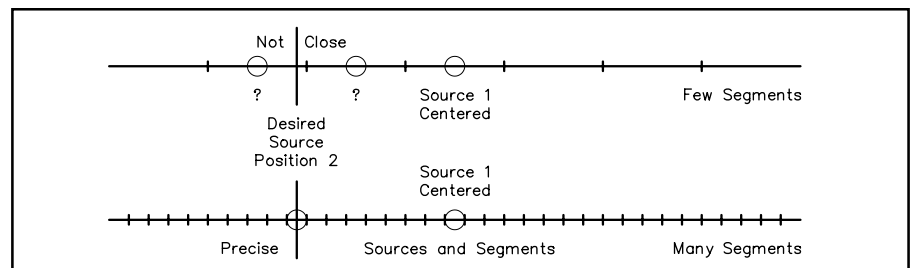 Not Close
? ? Source 1 Few Segments
Centered
Desired
Source
Position 2
Source 1
Centered
Precise Sources and Segments Many Segments